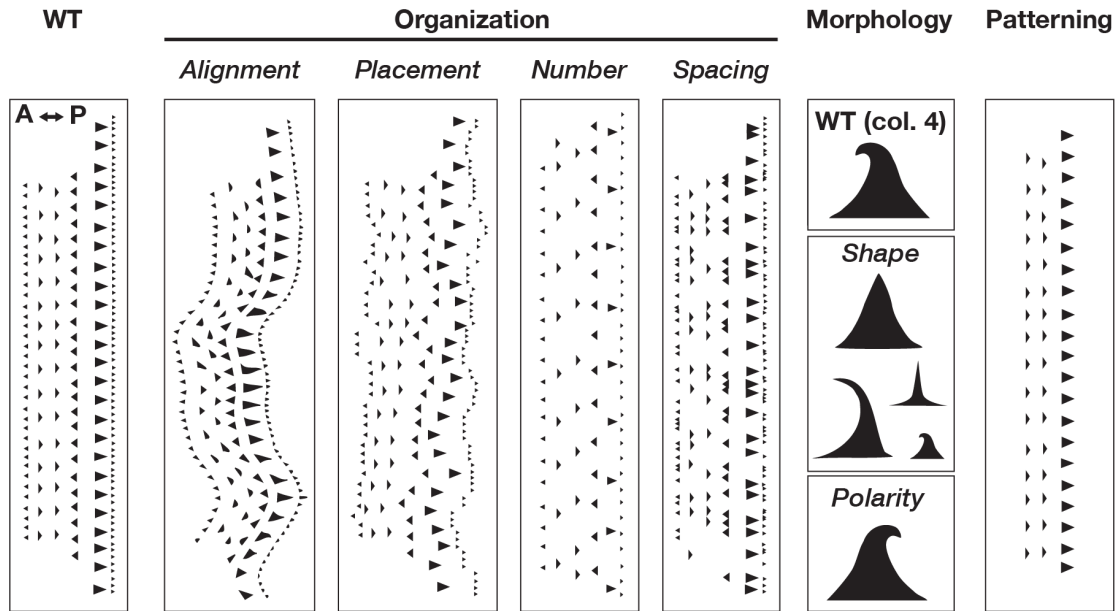 WT
Organization
Morphology
Patterning
Alignment
Placement
Number
Spacing
A ↔ P
WT (col. 4)
Shape
Polarity